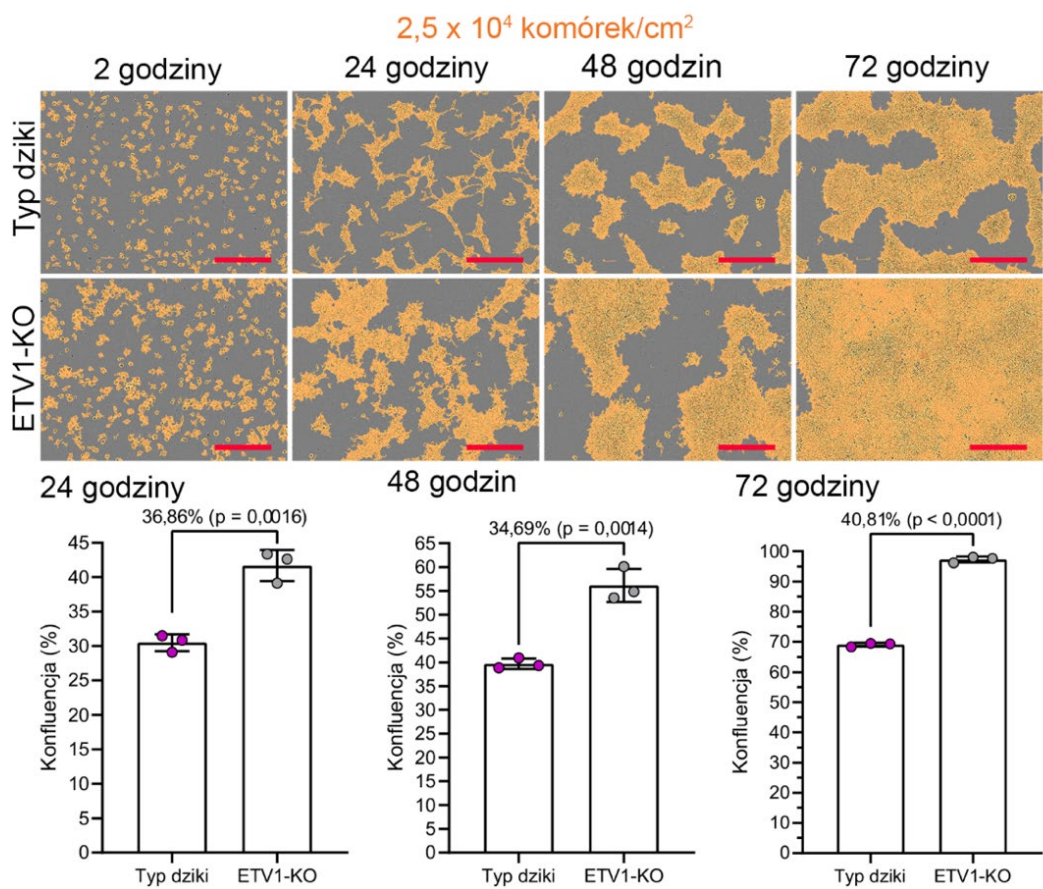 2,5 x 10⁴ komórek/cm²
2 godziny
24 godziny
48 godzin
72 godziny
Typ dziki
ETV1-KO
24 godziny
36,86% (p = 0,0016)
Konfluencja (%)
45
40
35
30
25
20
15
10
5
0
Typ dziki
ETV1-KO
48 godzin
34,69% (p = 0,0014)
Konfluencja (%)
65
60
55
50
45
40
35
30
25
20
15
10
5
0
Typ dziki
ETV1-KO
72 godziny
40,81% (p < 0,0001)
Konfluencja (%)
100
90
80
70
60
50
40
30
20
10
0
Typ dziki
ETV1-KO